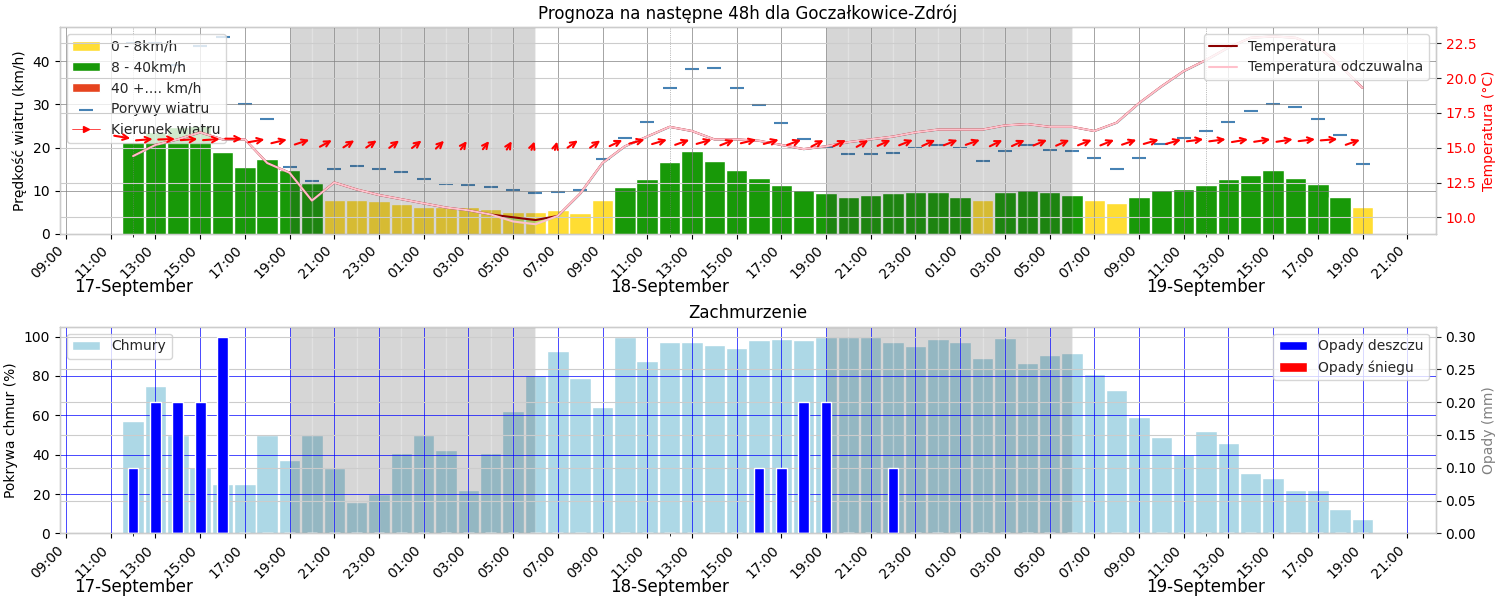 Prognoza na następne 48h dla Goczałkowice-Zdrój
Prędkość wiatru (km/h)
40
30
20
10
0
0 - 8km/h
8 - 40km/h
40 +.... km/h
Porywy wiatru
Kierunek wiatru
Temperatura
Temperatura odczuwalna
22.5
20.0
17.5
15.0
12.5
10.0
Temperatura (°C)
09:00 11:00 13:00 15:00 17:00 19:00 21:00 23:00 01:00 03:00 05:00 07:00 09:00 11:00 13:00 15:00 17:00 19:00 21:00 23:00 01:00 03:00 05:00 07:00 09:00 11:00 13:00 15:00 17:00 19:00 21:00
17-September 18-September 19-September
Zachmurzenie
Pokrywa chmur (%)
100
80
60
40
20
0
Chmury
Opady deszczu
Opady śniegu
0.30
0.25
0.20
0.15
0.10
0.05
0.00
Opady (mm)
09:00 11:00 13:00 15:00 17:00 19:00 21:00 23:00 01:00 03:00 05:00 07:00 09:00 11:00 13:00 15:00 17:00 19:00 21:00 23:00 01:00 03:00 05:00 07:00 09:00 11:00 13:00 15:00 17:00 19:00 21:00
17-September 18-September 19-September